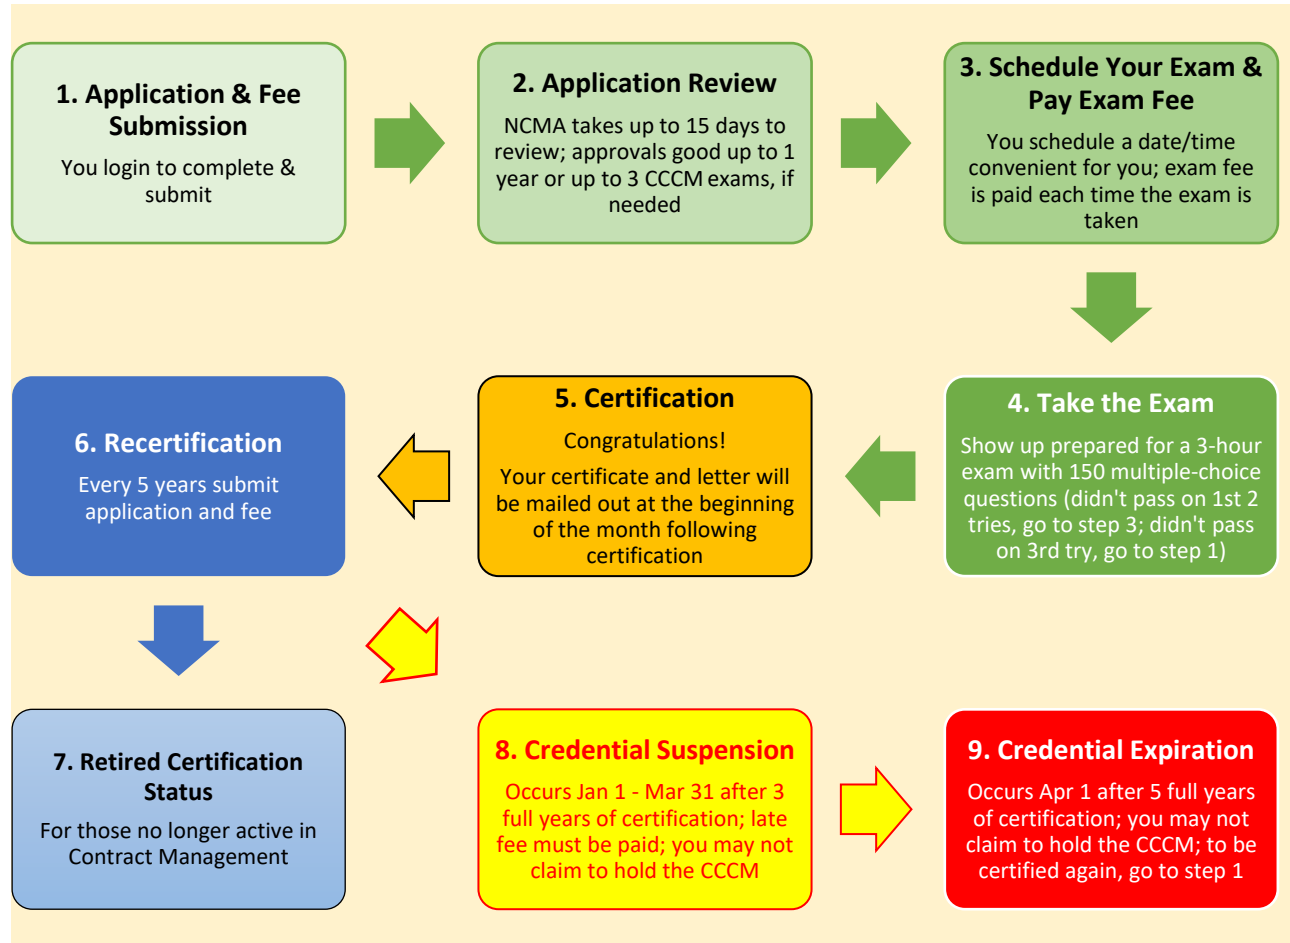 1. Application & Fee
Submission
You login to complete &
submit
2. Application Review
NCMA takes up to 15 days to
review; approvals good up to 1
year or up to 3 CCCM exams, if
needed
3. Schedule Your Exam &
Pay Exam Fee
You schedule a date/time
convenient for you; exam fee
is paid each time the exam is
taken
4. Take the Exam
Show up prepared for a 3-hour
exam with 150 multiple-choice
questions (didn't pass on 1st 2
tries, go to step 3; didn't pass
on 3rd try, go to step 1)
5. Certification
Congratulations!
Your certificate and letter will
be mailed out at the beginning
of the month following
certification
6. Recertification
Every 5 years submit
application and fee
7. Retired Certification
Status
For those no longer active in
Contract Management
8. Credential Suspension
Occurs Jan 1 - Mar 31 after 3
full years of certification; late
fee must be paid; you may not
claim to hold the CCCM
9. Credential Expiration
Occurs Apr 1 after 5 full years
of certification; you may not
claim to hold the CCCM; to be
certified again, go to step 1